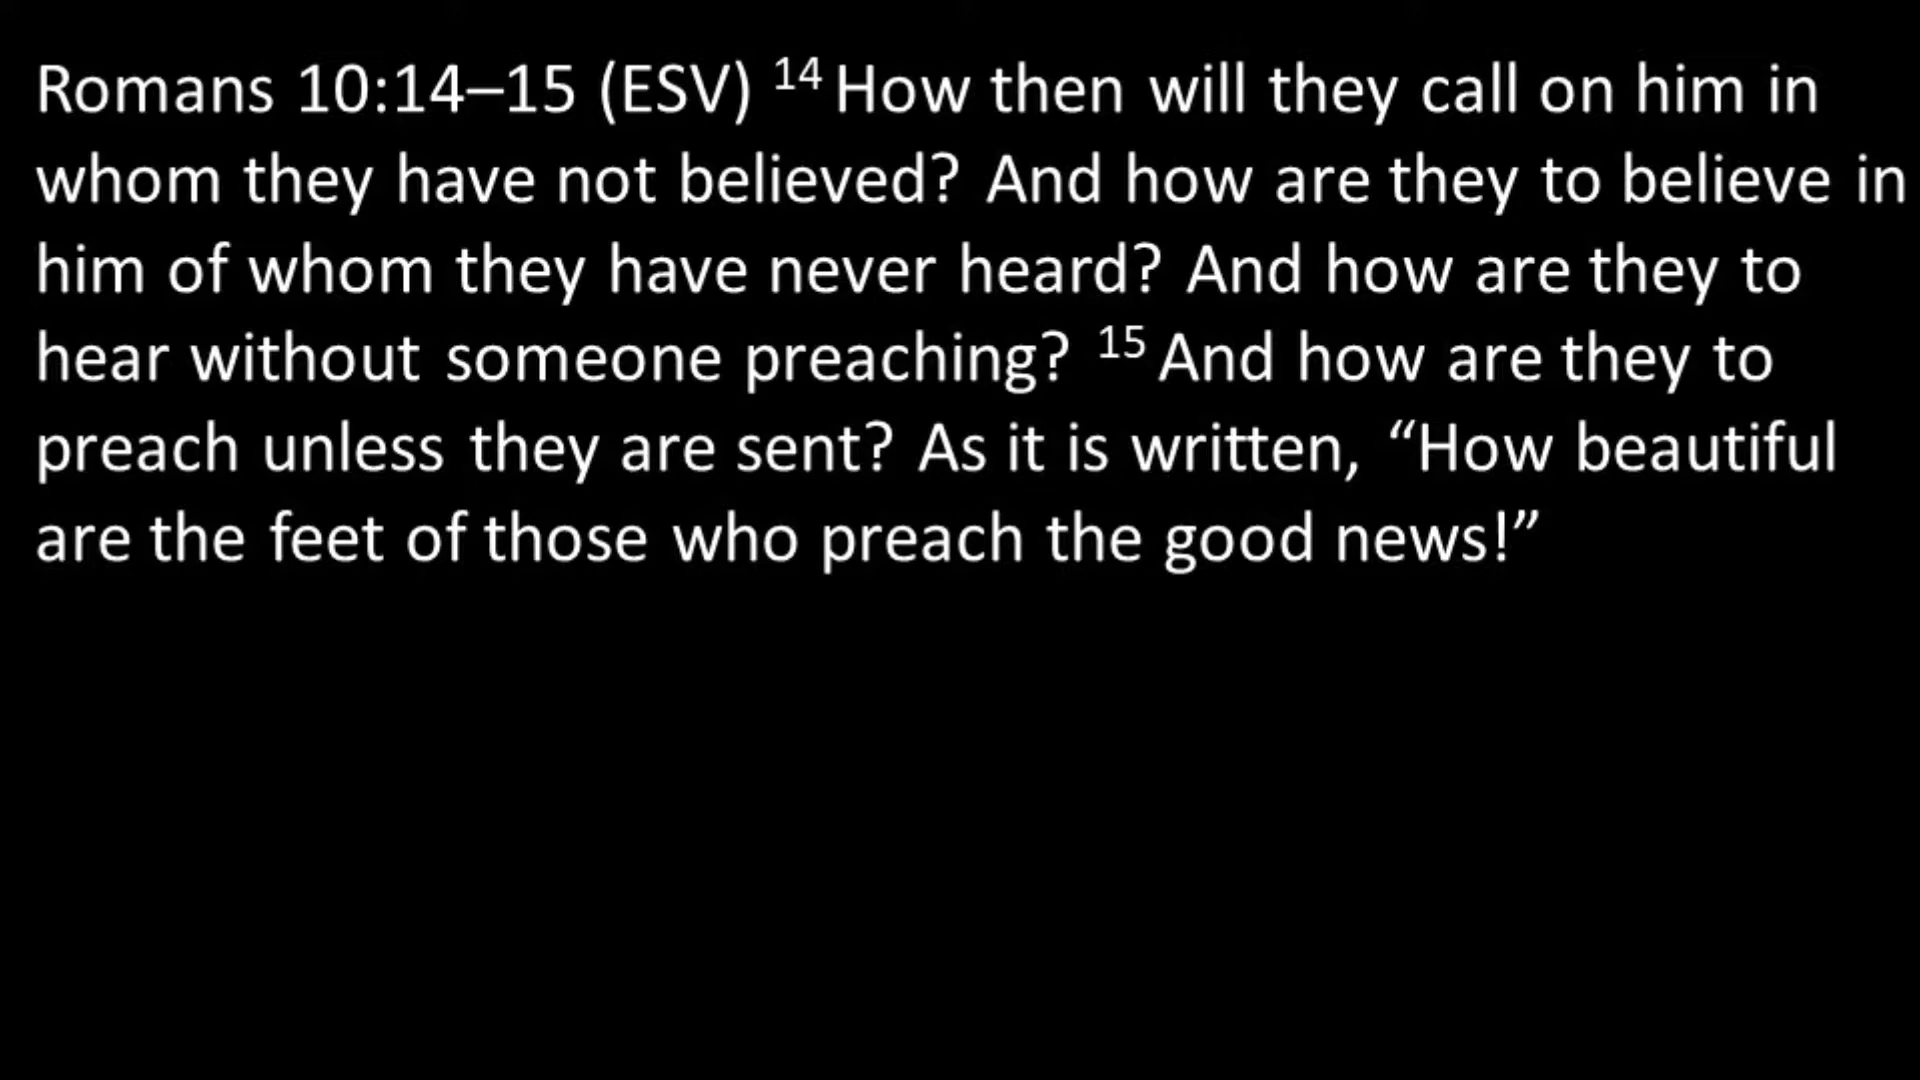 Romans 10:14–15 (ESV) ¹⁴ How then will they call on him in
whom they have not believed? And how are they to believe in
him of whom they have never heard? And how are they to
hear without someone preaching? ¹⁵ And how are they to
preach unless they are sent? As it is written, “How beautiful
are the feet of those who preach the good news!”